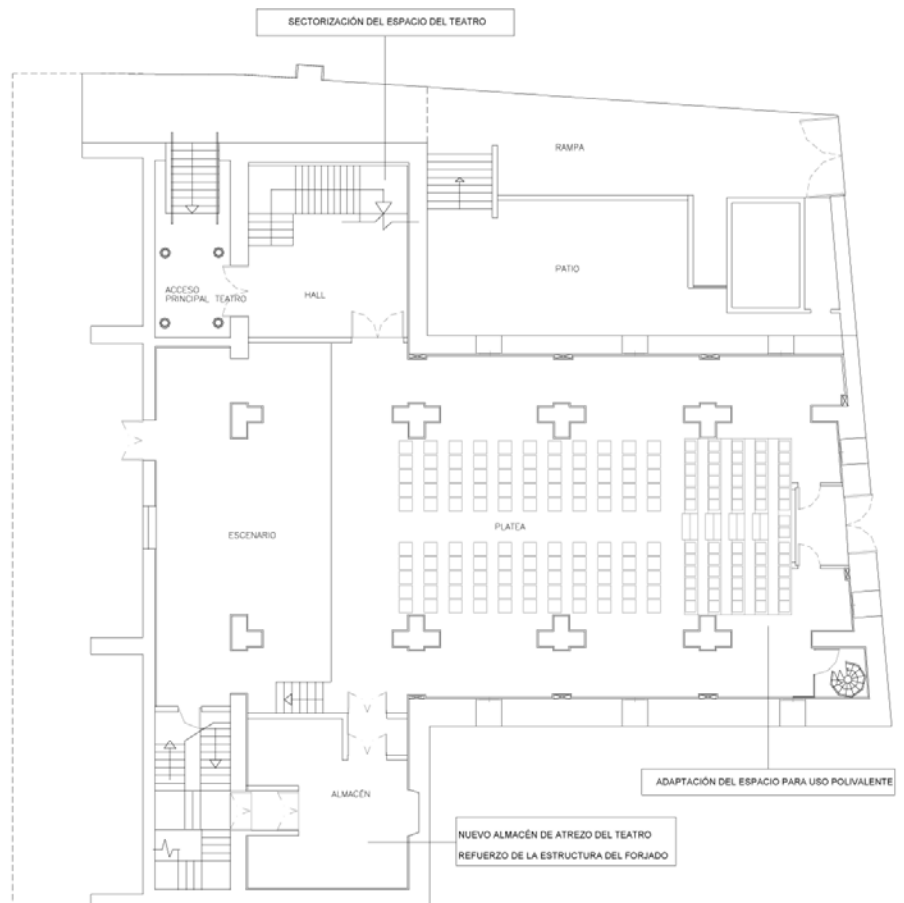 SECTORIZACIÓN DEL ESPACIO DEL TEATRO
RAMPA
PATIO
ACCESO
PRINCIPAL TEATRO
HALL
ESCENARIO
PLATEA
ADAPTACIÓN DEL ESPACIO PARA USO POLIVALENTE
ALMACÉN
NUEVO ALMACÉN DE ATREZO DEL TEATRO
REFUERZO DE LA ESTRUCTURA DEL FORJADO